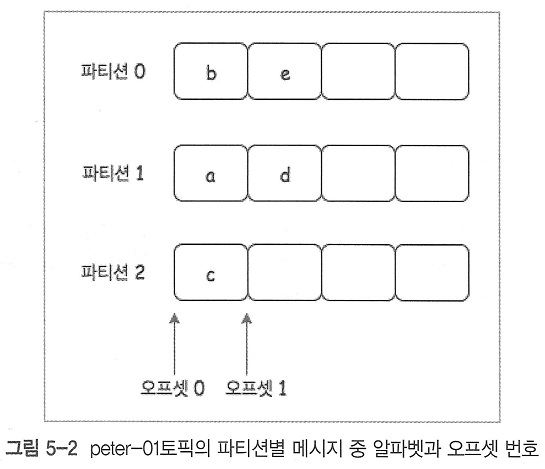 파티션 0 b e
파티션 1 a d
파티션 2 c
오프셋 0 오프셋 1
그림 5-2 peter-01토픽의 파티션별 메시지 중 알파벳과 오프셋 번호